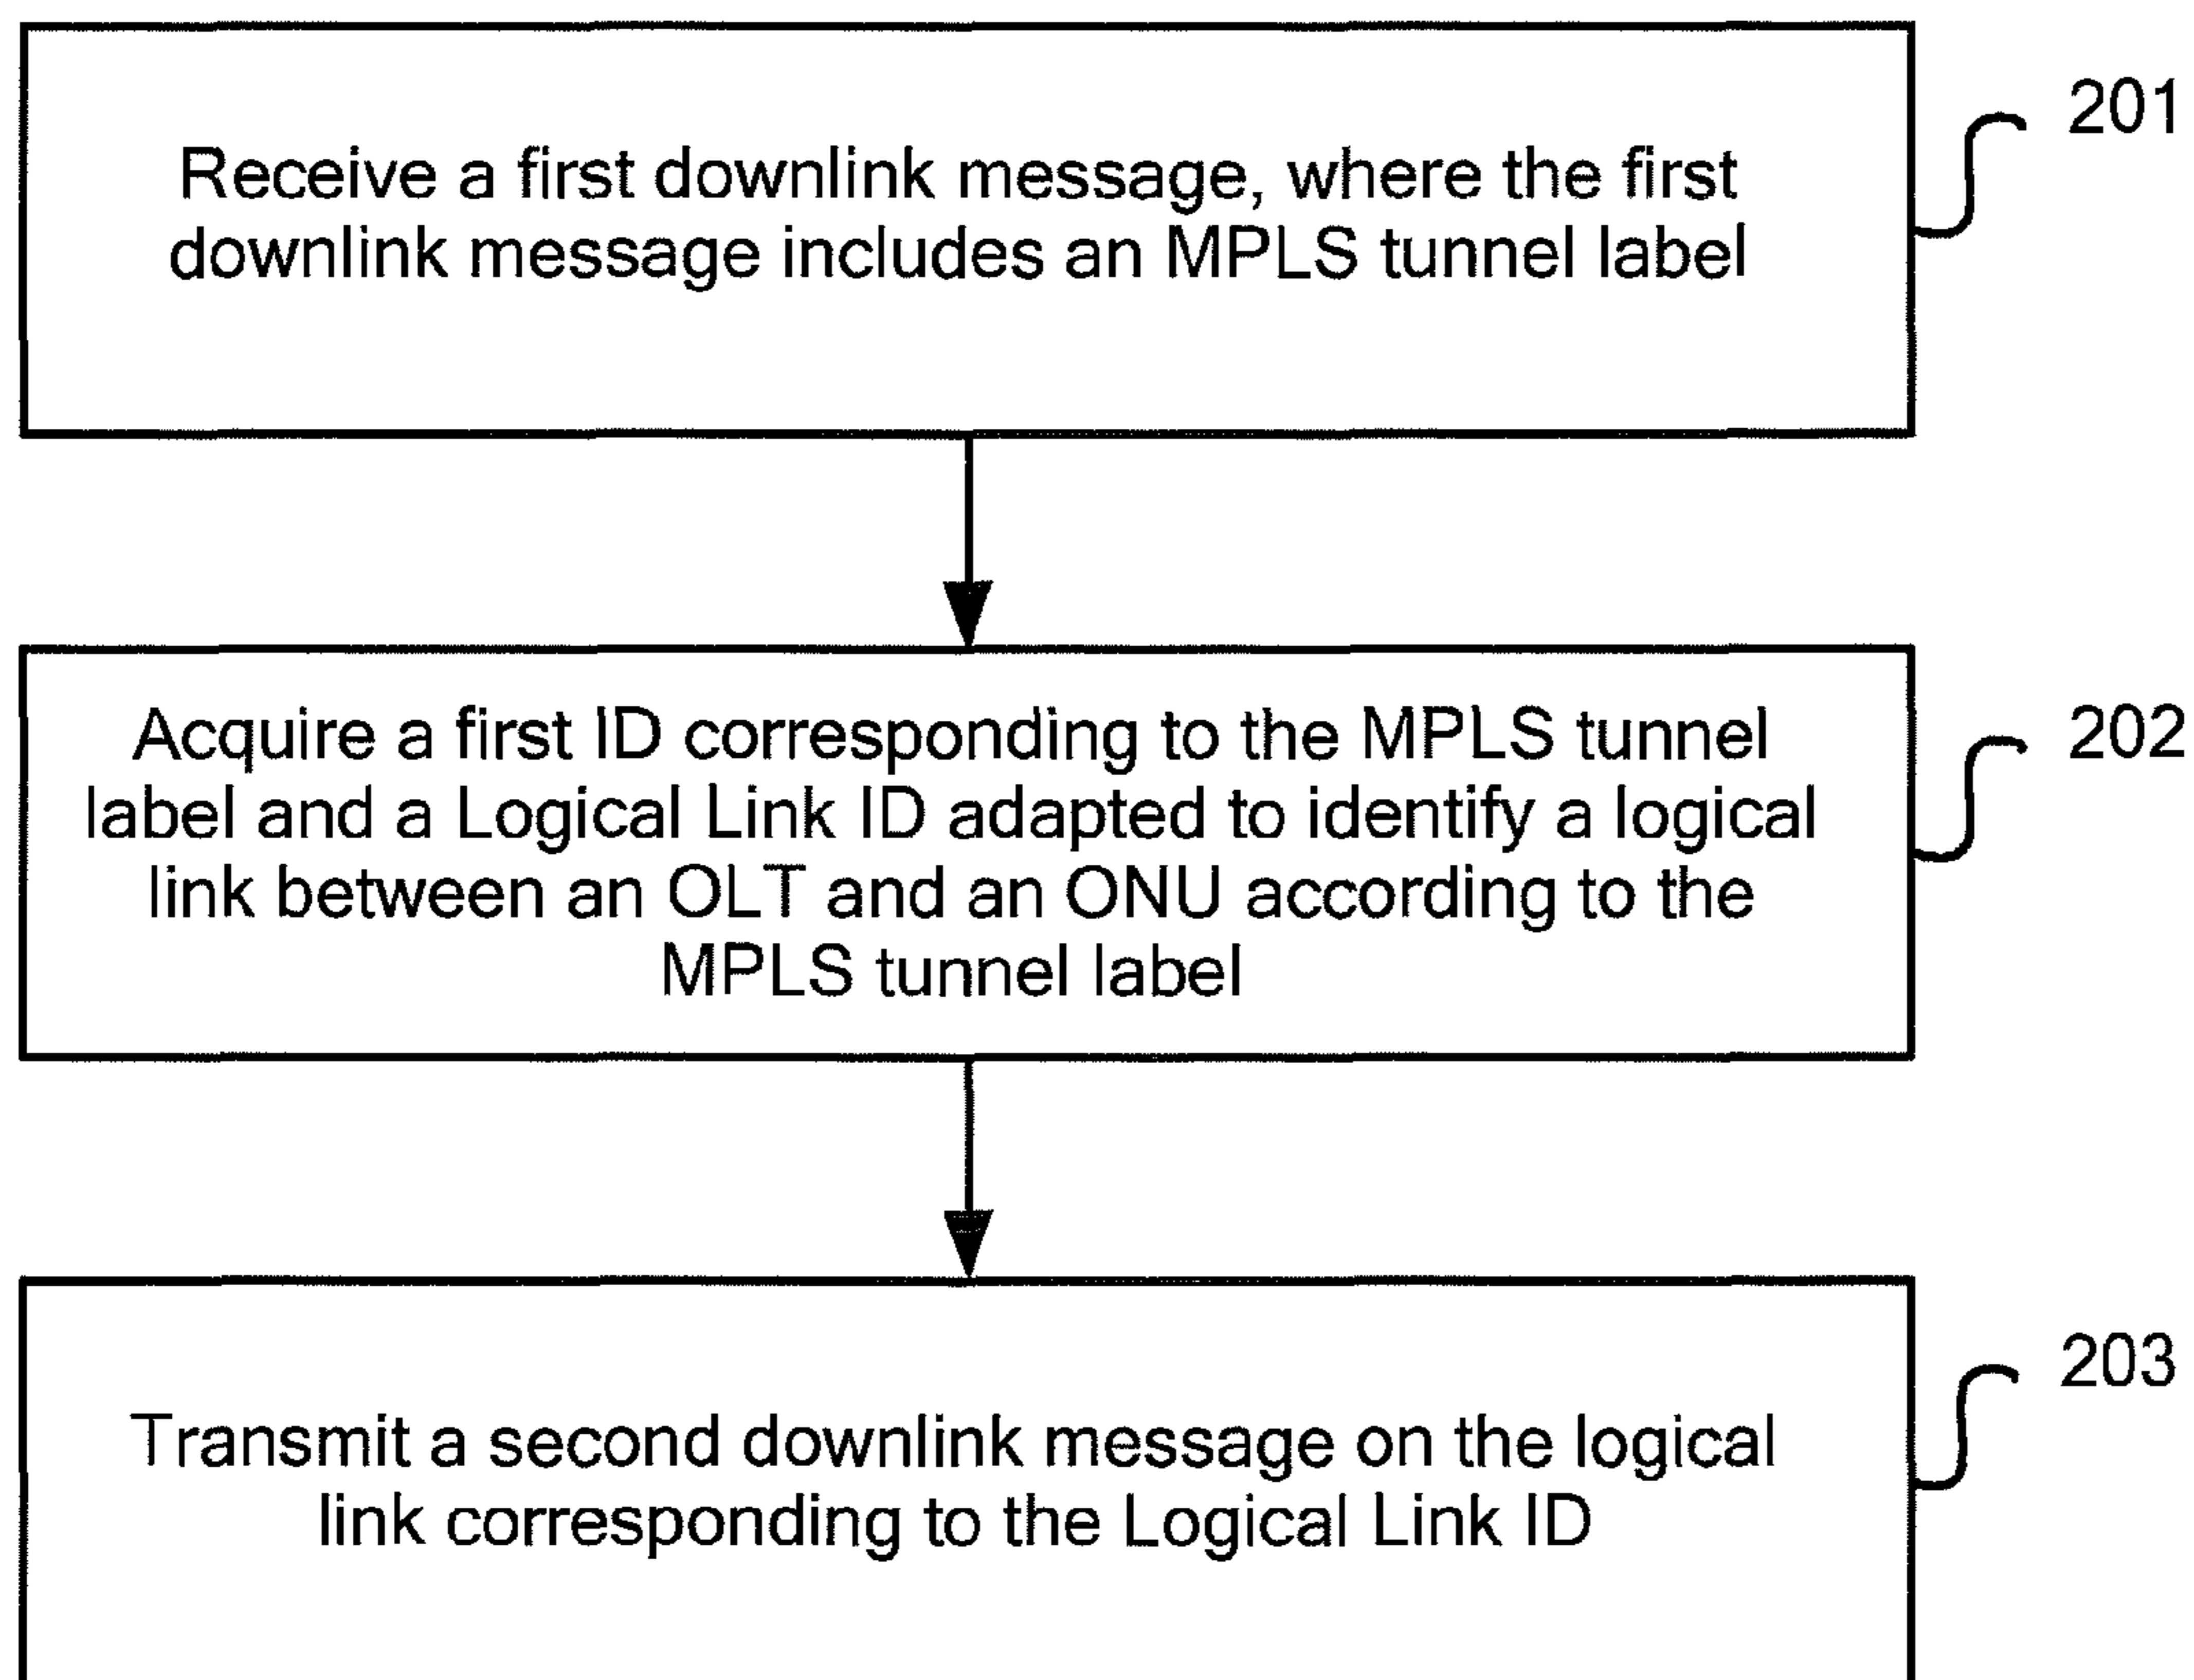 Receive a first downlink message, where the first
downlink message includes an MPLS tunnel label
201
Acquire a first ID corresponding to the MPLS tunnel
label and a Logical Link ID adapted to identify a logical
link between an OLT and an ONU according to the
MPLS tunnel label
202
Transmit a second downlink message on the logical
link corresponding to the Logical Link ID
203